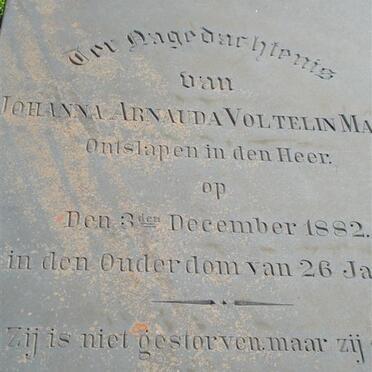 Ter Nagedachtenis
van
JOHANNA ARNAUDA VOLTELIN MA
Ontslapen in den Heer.
op
Den 3den December 1882.
in den Ouderdom van 26 Ja
Zij is niet gestorven.maar zij